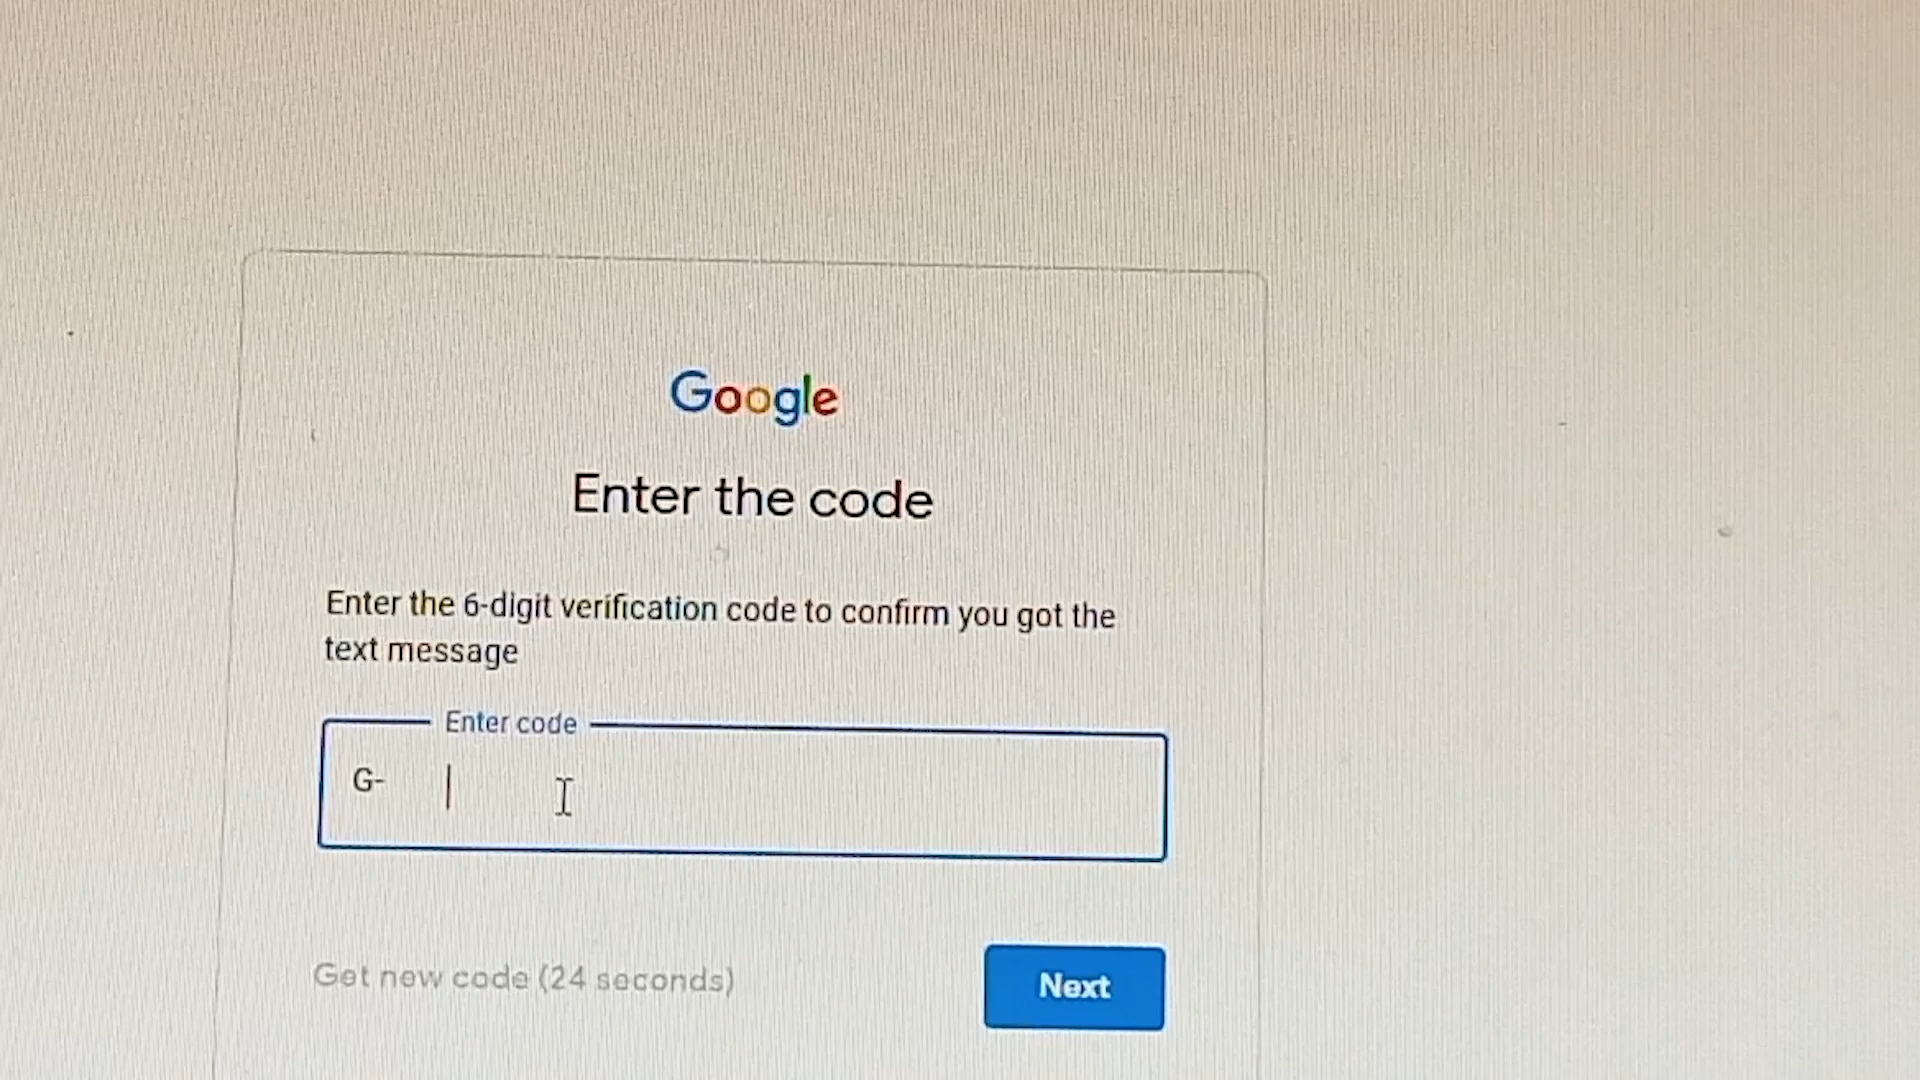 Google
Enter the code
Enter the 6-digit verification code to confirm you got the
text message
Enter code
G-
Get new code (24 seconds)
Next